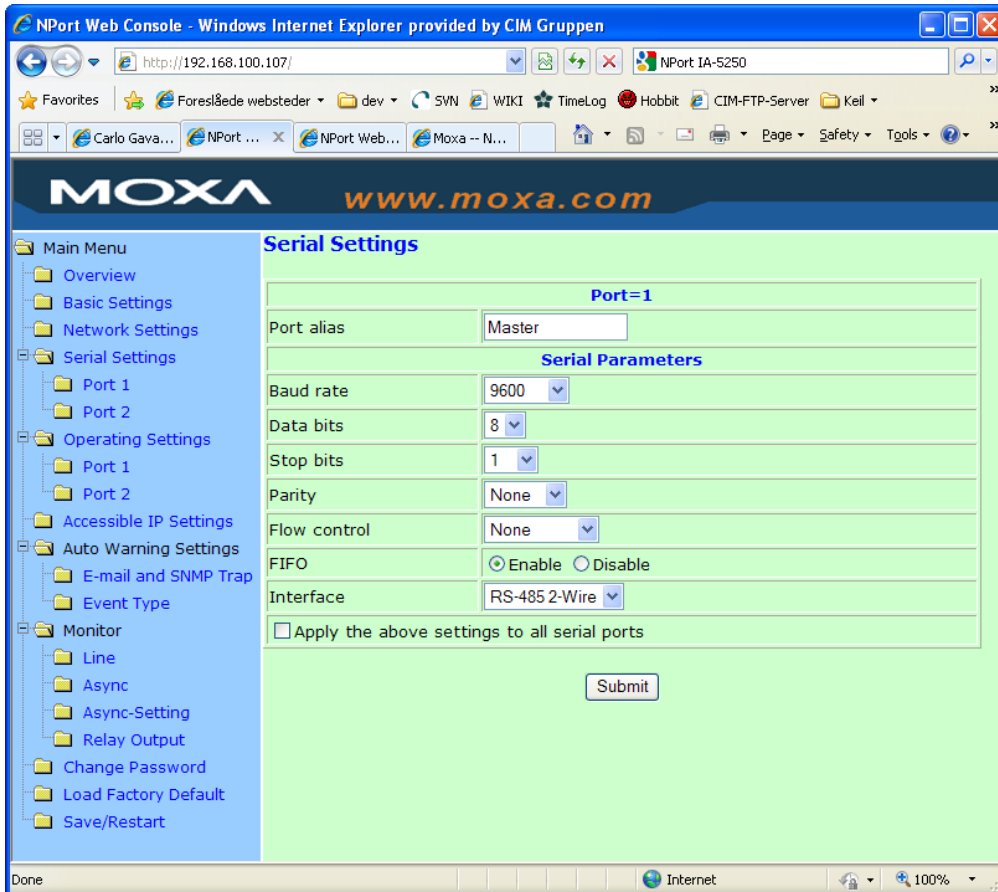 NPort Web Console - Windows Internet Explorer provided by CIM Gruppen
http://192.168.100.107/
NPort IA-5250
Favorites Foreslåede websteder dev SVN WIKI TimeLog Hobbit CIM-FTP-Server Keil »
Carlo Gava... NPort ... X NPort Web... Moxa -- N... Page Safety Tools »
MOXA www.moxa.com
Main Menu
Overview
Basic Settings
Network Settings
Serial Settings
Port 1
Port 2
Operating Settings
Port 1
Port 2
Accessible IP Settings
Auto Warning Settings
E-mail and SNMP Trap
Event Type
Monitor
Line
Async
Async-Setting
Relay Output
Change Password
Load Factory Default
Save/Restart
Serial Settings
Port=1
Port alias Master
Serial Parameters
Baud rate 9600
Data bits 8
Stop bits 1
Parity None
Flow control None
FIFO Enable Disable
Interface RS-485 2-Wire
Apply the above settings to all serial ports
Submit
Done Internet 100%